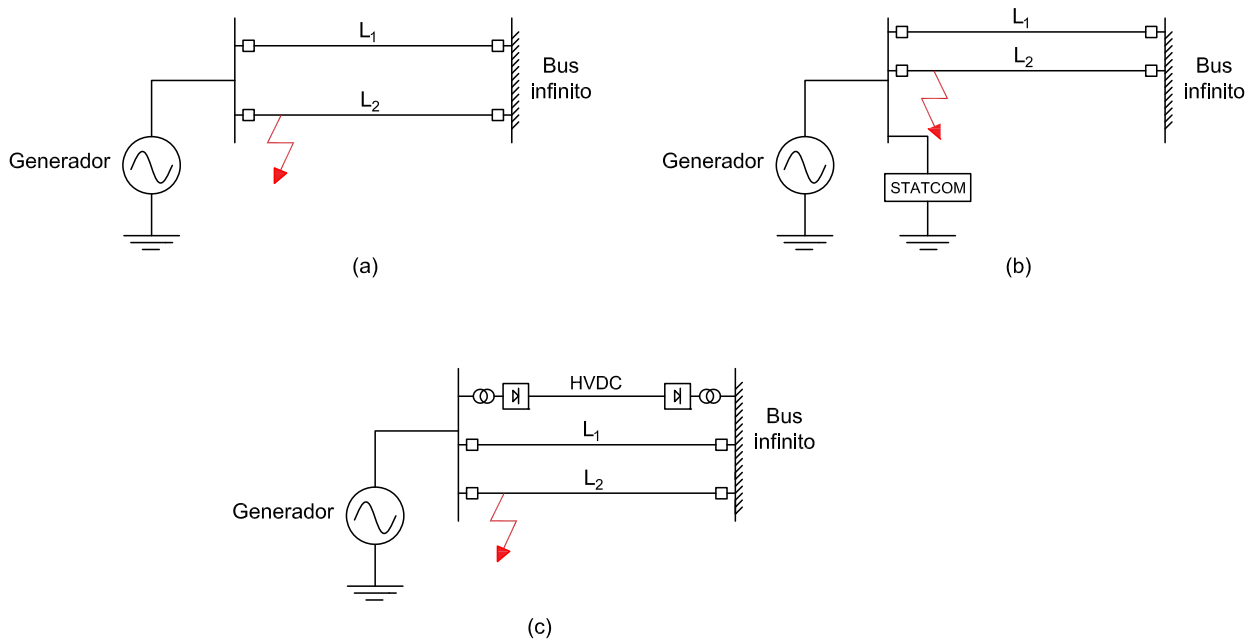 L1
L2
Bus
infinito
Generador
(a)
L1
L2
Bus
infinito
Generador
STATCOM
(b)
HVDC
L1
L2
Bus
infinito
Generador
(c)